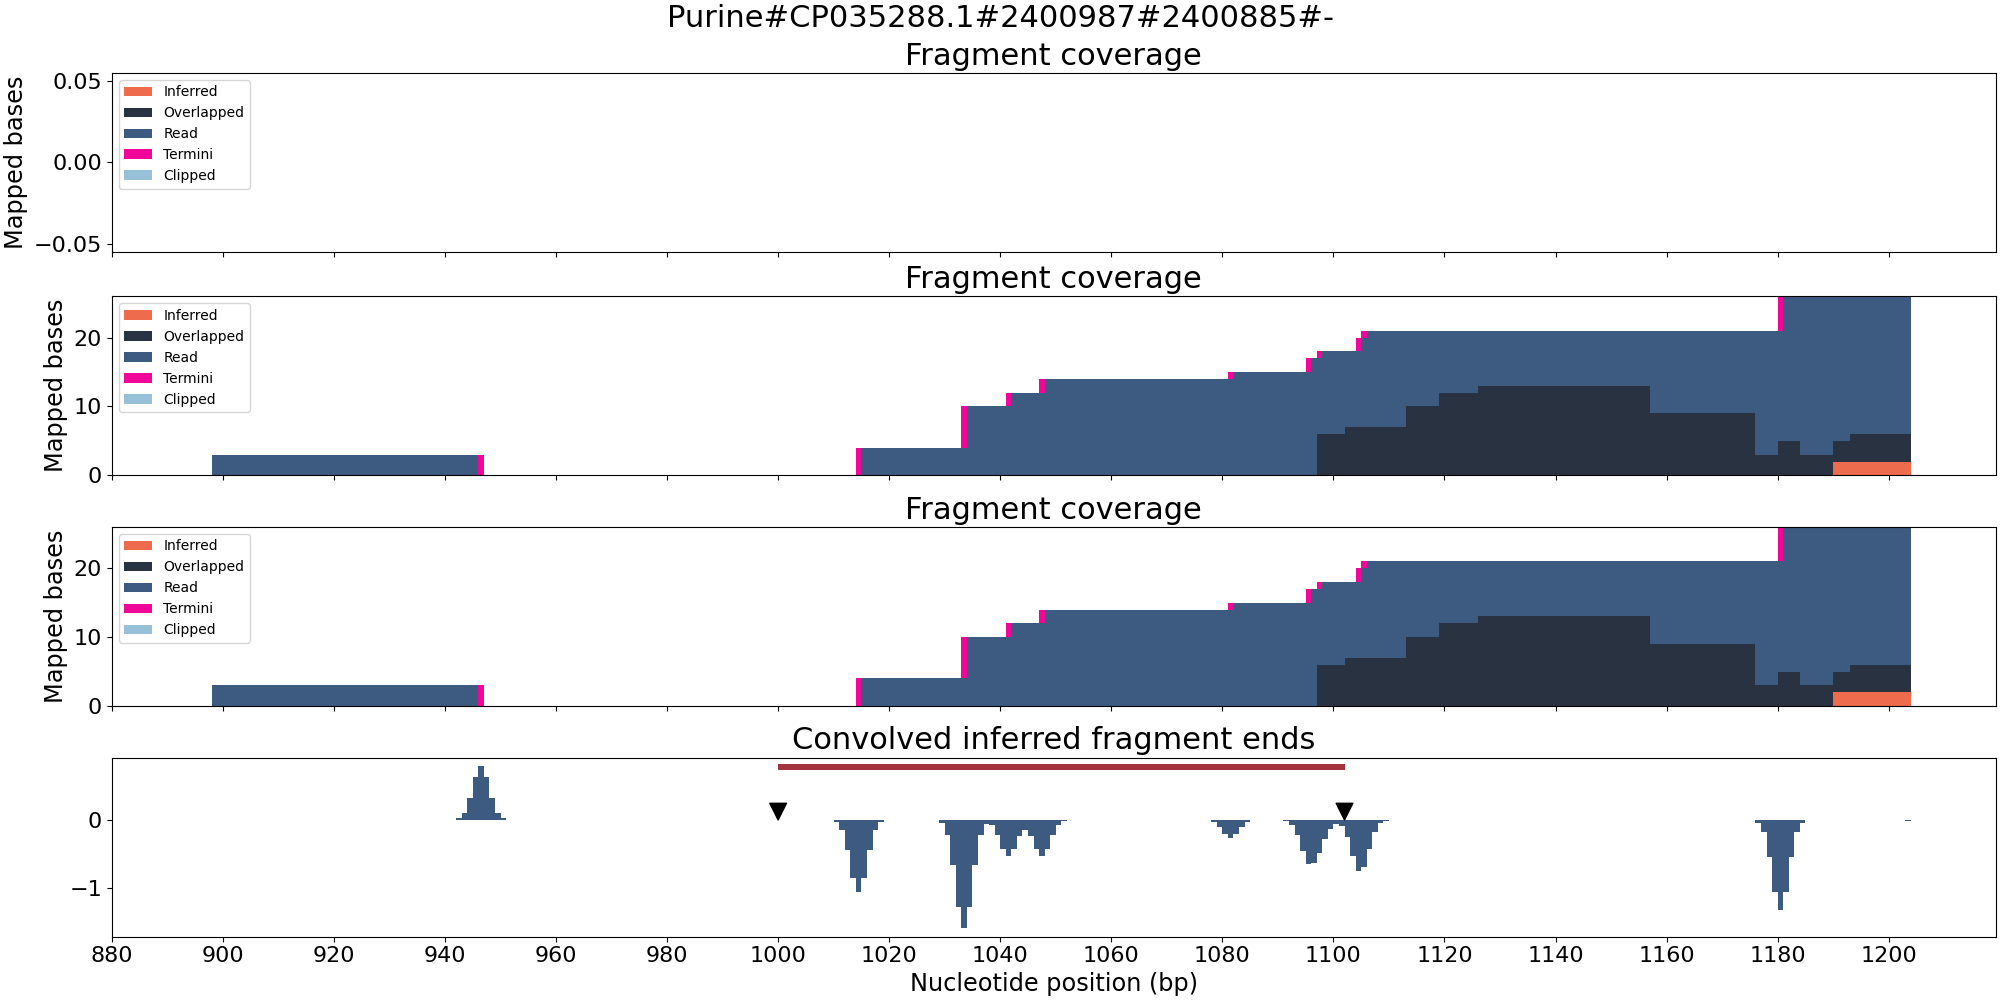 Purine#CP035288.1#2400987#2400885#-
Fragment coverage
Mapped bases
0.05
0.00
−0.05
Inferred
Overlapped
Read
Termini
Clipped
Fragment coverage
Mapped bases
20
10
0
Inferred
Overlapped
Read
Termini
Clipped
Fragment coverage
Mapped bases
20
10
0
Inferred
Overlapped
Read
Termini
Clipped
Convolved inferred fragment ends
0
−1
880 900 920 940 960 980 1000 1020 1040 1060 1080 1100 1120 1140 1160 1180 1200
Nucleotide position (bp)